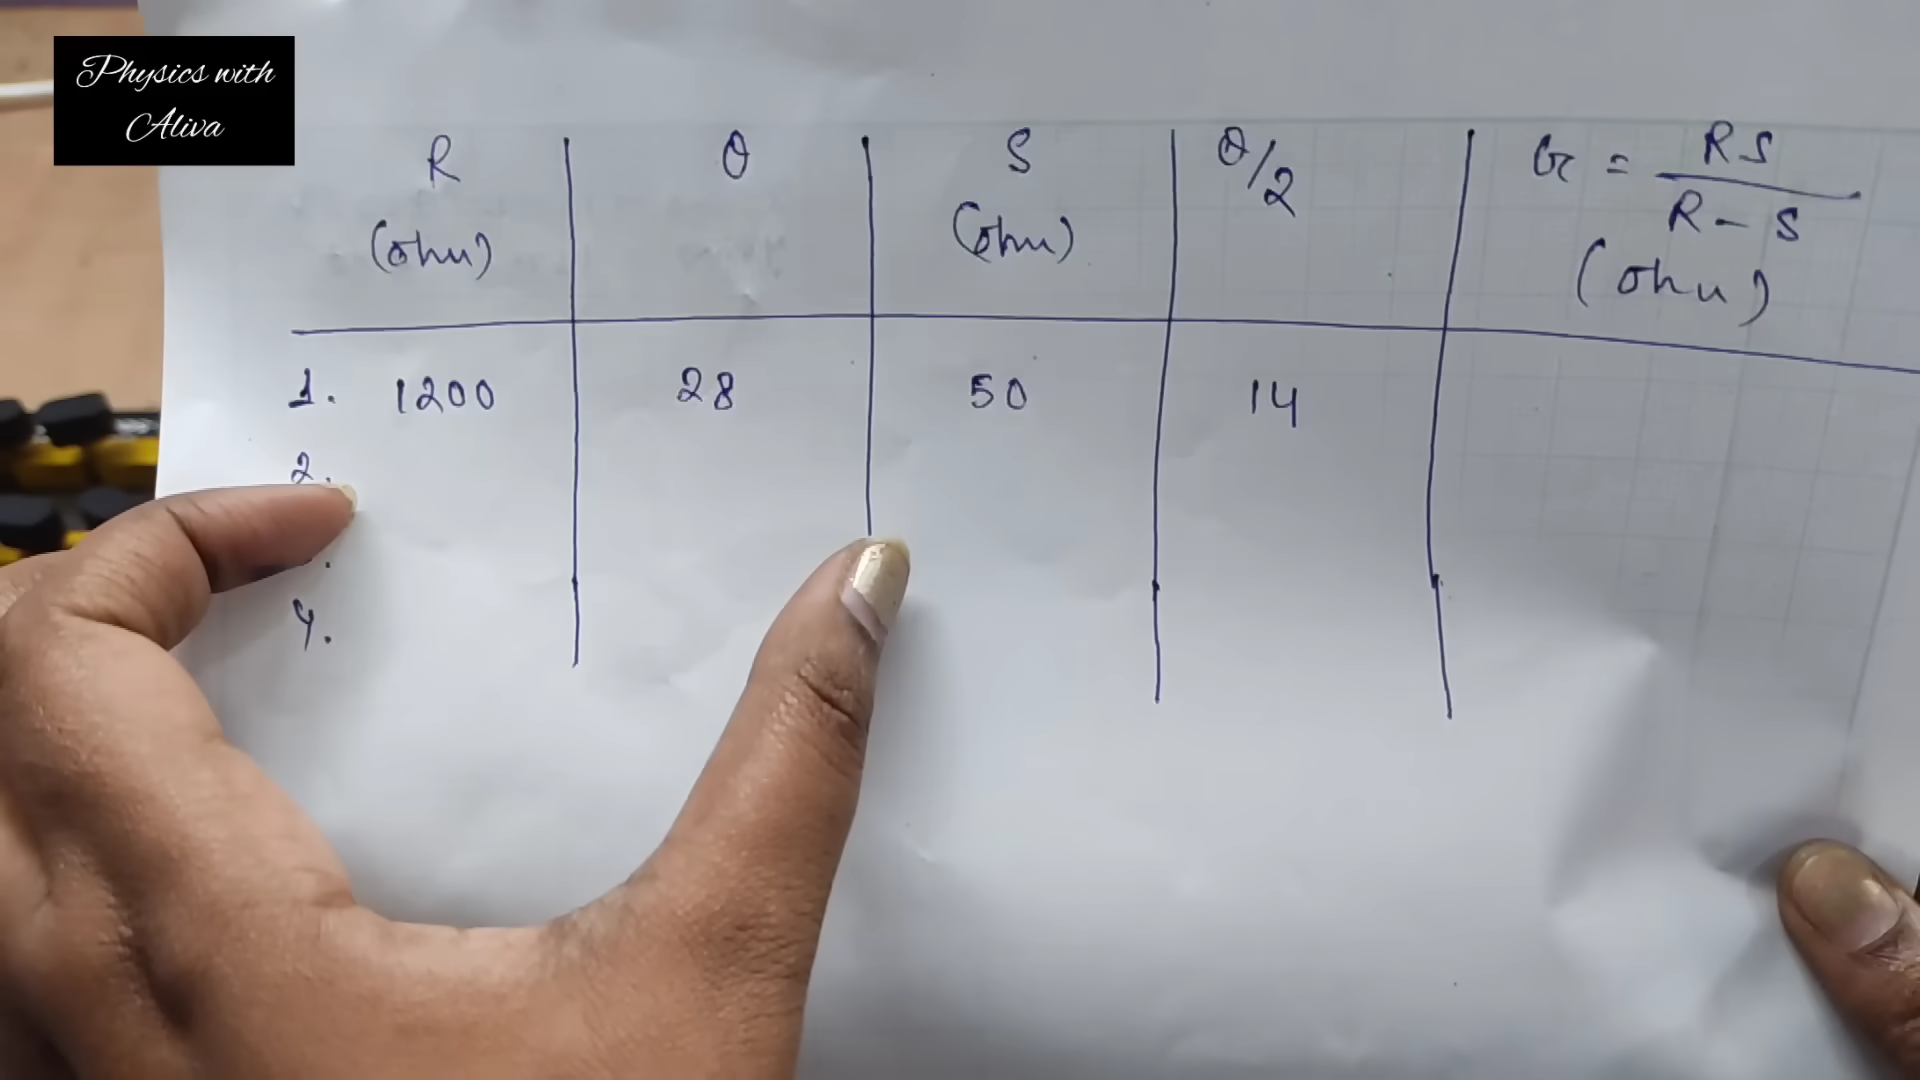 Physics with
Aliva
R θ S θ/2 G = RS / R - S
(ohm) (ohm) (ohm)
1. 1200 28 50 14
2.
4.